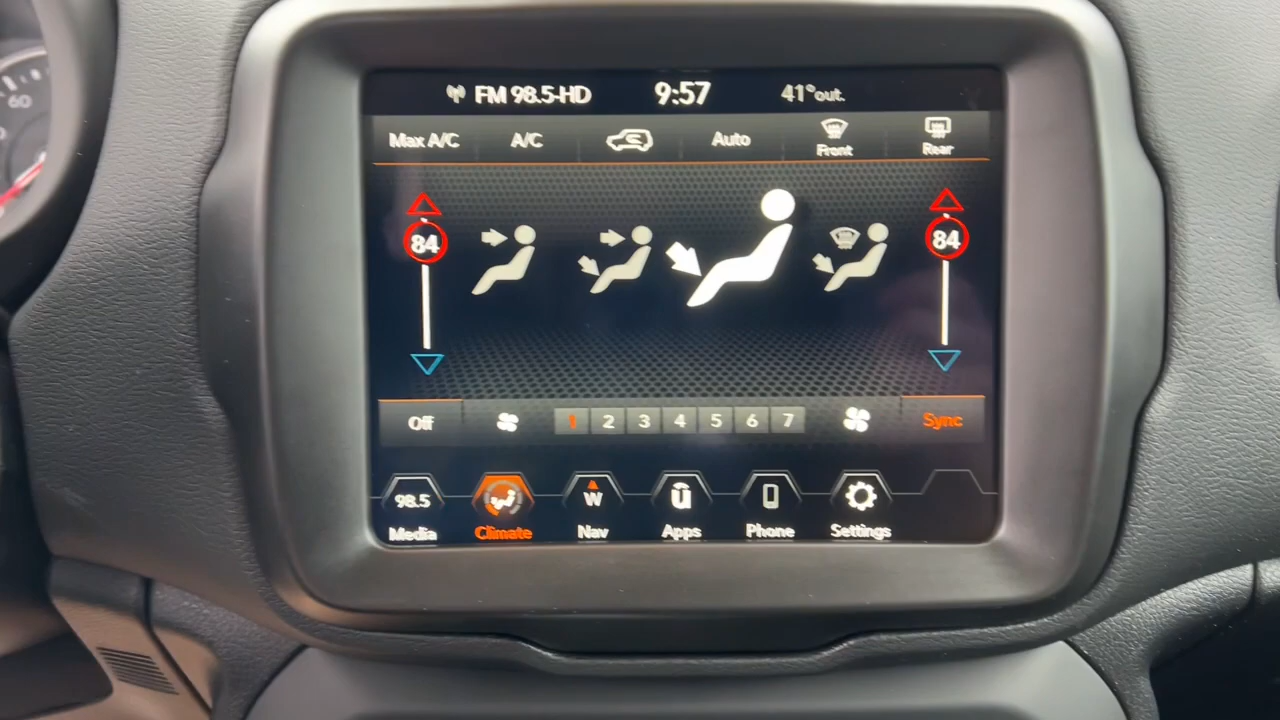 60
FM 98.5-HD 9:57 41° out.
Max A/C A/C Auto Front Rear
84 84
Off 1 2 3 4 5 6 7 Sync
98.5 W u
Media Climate Nav Apps Phone Settings